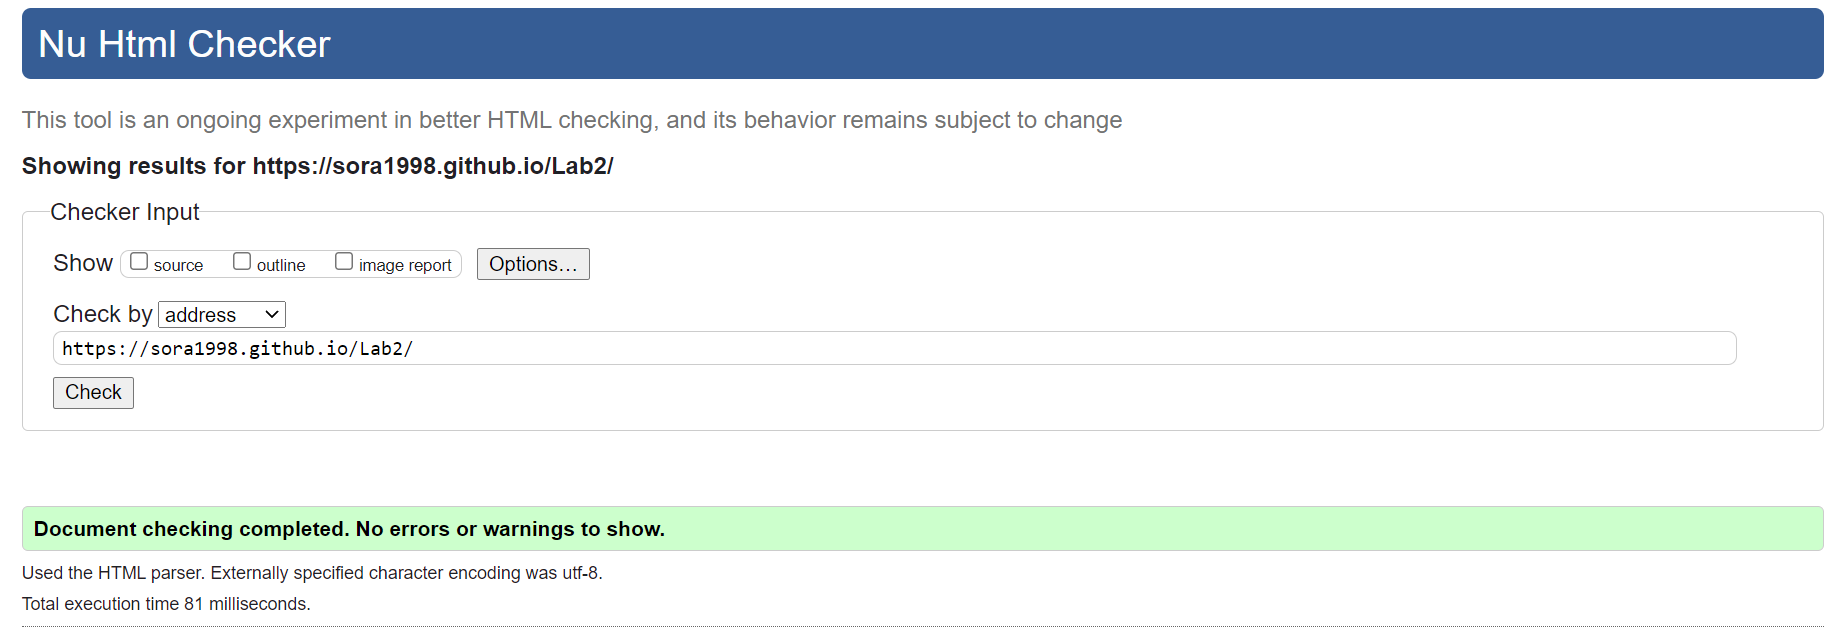 Nu Html Checker
This tool is an ongoing experiment in better HTML checking, and its behavior remains subject to change
Showing results for https://sora1998.github.io/Lab2/
Checker Input
Show source outline image report Options…
Check by address
https://sora1998.github.io/Lab2/
Check
Document checking completed. No errors or warnings to show.
Used the HTML parser. Externally specified character encoding was utf-8.
Total execution time 81 milliseconds.